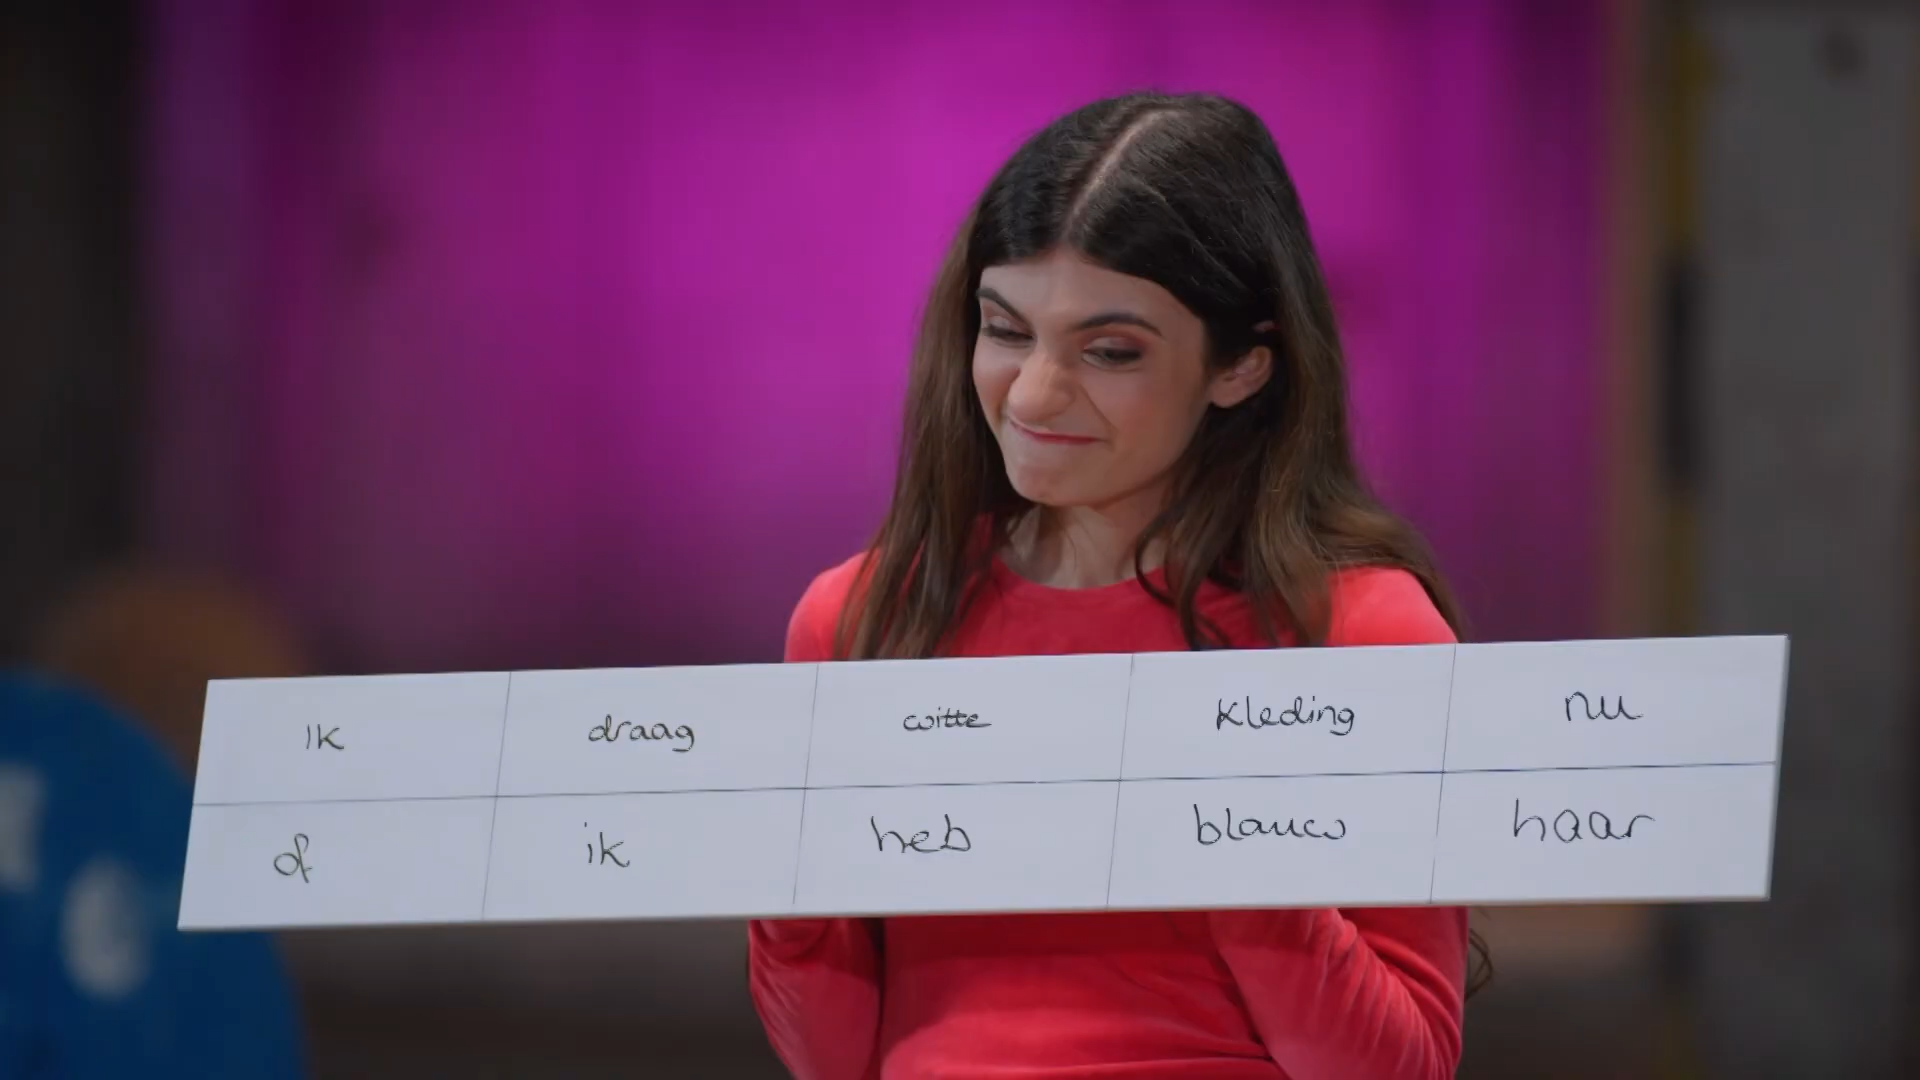 Ik draag witte kleding nu
of ik heb blauw haar